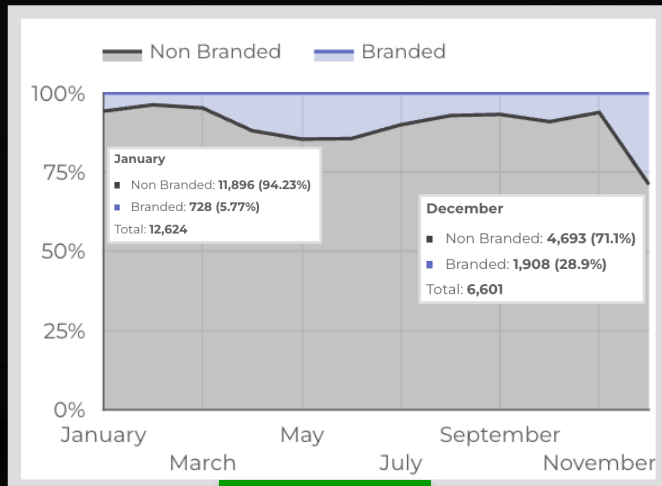 Non Branded Branded
100%
75%
50%
25%
0%
January
Non Branded: 11,896 (94.23%)
Branded: 728 (5.77%)
Total: 12,624
December
Non Branded: 4,693 (71.1%)
Branded: 1,908 (28.9%)
Total: 6,601
January May September
March July November